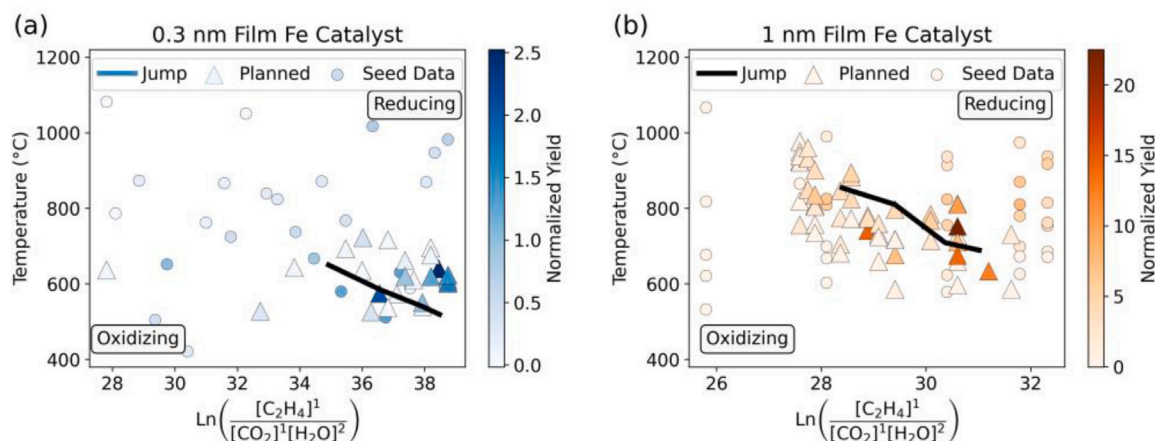 (a) 0.3 nm Film Fe Catalyst
1200
1000
800
600
400
Temperature (°C)
Jump Planned Seed Data
Reducing
Oxidizing
28 30 32 34 36 38
Ln([C₂H₄]¹/[CO₂]¹[H₂O]²)
2.5
2.0
1.5
1.0
0.5
0.0
Normalized Yield
(b) 1 nm Film Fe Catalyst
1200
1000
800
600
400
Temperature (°C)
Jump Planned Seed Data
Reducing
Oxidizing
26 28 30 32
Ln([C₂H₄]¹/[CO₂]¹[H₂O]²)
20
15
10
5
0
Normalized Yield